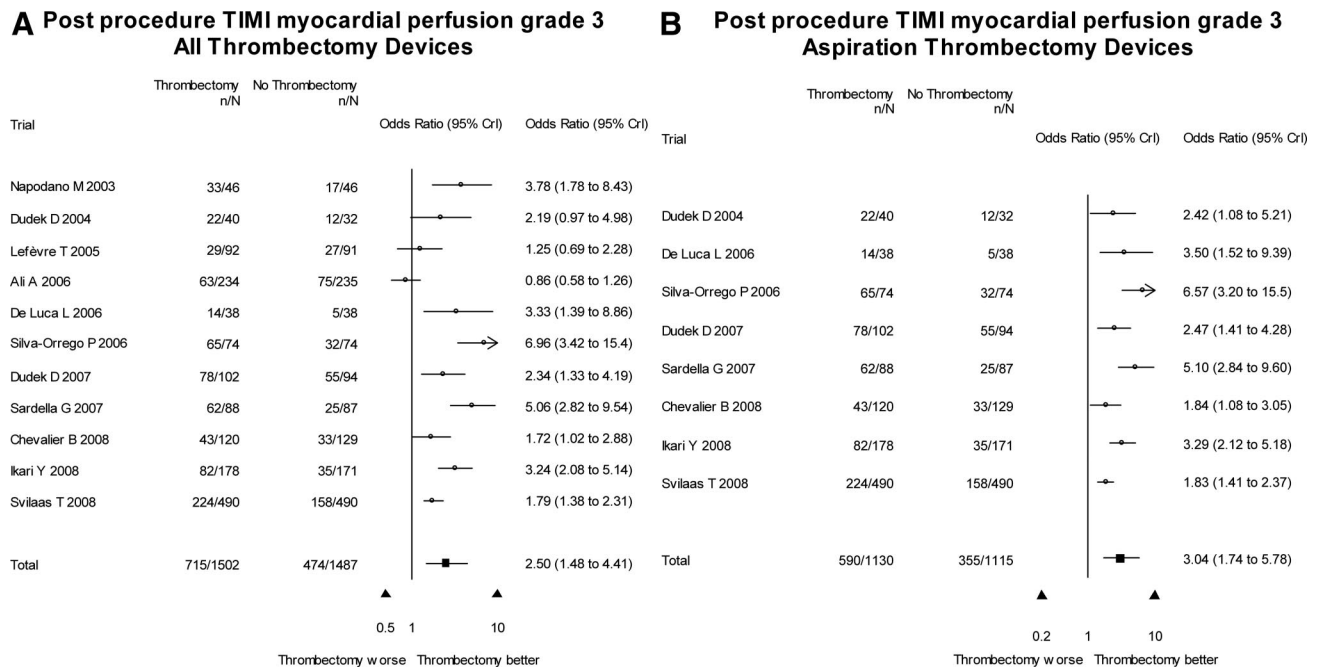 A Post procedure TIMI myocardial perfusion grade 3
All Thrombectomy Devices
Thrombectomy No Thrombectomy
n/N n/N
Trial Odds Ratio (95% CrI) Odds Ratio (95% CrI)
Napodano M 2003 33/46 17/46 3.78 (1.78 to 8.43)
Dudek D 2004 22/40 12/32 2.19 (0.97 to 4.98)
Lefèvre T 2005 29/92 27/91 1.25 (0.69 to 2.28)
Ali A 2006 63/234 75/235 0.86 (0.58 to 1.26)
De Luca L 2006 14/38 5/38 3.33 (1.39 to 8.86)
Silva-Orrego P 2006 65/74 32/74 6.96 (3.42 to 15.4)
Dudek D 2007 78/102 55/94 2.34 (1.33 to 4.19)
Sardella G 2007 62/88 25/87 5.06 (2.82 to 9.54)
Chevalier B 2008 43/120 33/129 1.72 (1.02 to 2.88)
Ikari Y 2008 82/178 35/171 3.24 (2.08 to 5.14)
Svilaas T 2008 224/490 158/490 1.79 (1.38 to 2.31)
Total 715/1502 474/1487 2.50 (1.48 to 4.41)
0.5 1 10
Thrombectomy worse Thrombectomy better
B Post procedure TIMI myocardial perfusion grade 3
Aspiration Thrombectomy Devices
Thrombectomy No Thrombectomy
n/N n/N
Trial Odds Ratio (95% CrI) Odds Ratio (95% CrI)
Dudek D 2004 22/40 12/32 2.42 (1.08 to 5.21)
De Luca L 2006 14/38 5/38 3.50 (1.52 to 9.39)
Silva-Orrego P 2006 65/74 32/74 6.57 (3.20 to 15.5)
Dudek D 2007 78/102 55/94 2.47 (1.41 to 4.28)
Sardella G 2007 62/88 25/87 5.10 (2.84 to 9.60)
Chevalier B 2008 43/120 33/129 1.84 (1.08 to 3.05)
Ikari Y 2008 82/178 35/171 3.29 (2.12 to 5.18)
Svilaas T 2008 224/490 158/490 1.83 (1.41 to 2.37)
Total 590/1130 355/1115 3.04 (1.74 to 5.78)
0.2 1 10
Thrombectomy worse Thrombectomy better